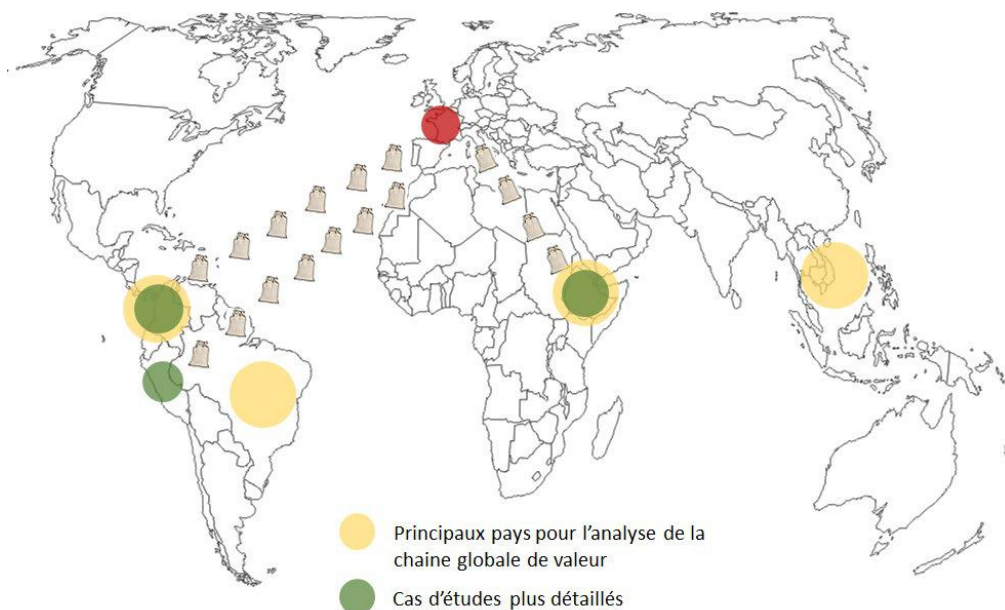 Principaux pays pour l'analyse de la
chaine globale de valeur
Cas d'études plus détaillés